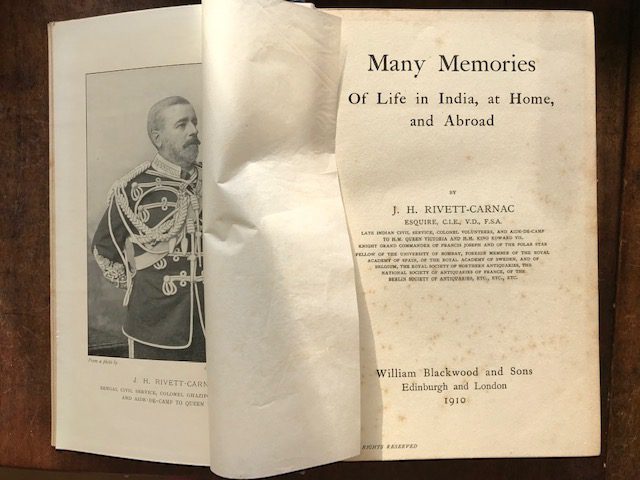 From a photo by
J. H. RIVETT-CARN
BENGAL CIVIL SERVICE, COLONEL GHAZIP
AND AIDE-DE-CAMP TO QUEEN
Many Memories
Of Life in India, at Home,
and Abroad
BY
J. H. RIVETT-CARNAC
ESQUIRE, C.I.E., V.D., F.S.A.
LATE INDIAN CIVIL SERVICE, COLONEL VOLUNTEERS, AND AIDE-DE-CAMP
TO H.M. QUEEN VICTORIA AND H.M. KING EDWARD VII.
KNIGHT GRAND COMMANDER OF FRANCIS JOSEPH AND OF THE POLAR STAR
FELLOW OF THE UNIVERSITY OF BOMBAY, FOREIGN MEMBER OF THE ROYAL
ACADEMY OF SPAIN, OF THE ROYAL ACADEMY OF SWEDEN, AND OF
BELGIUM, THE ROYAL SOCIETY OF NORTHERN ANTIQUARIES, THE
NATIONAL SOCIETY OF ANTIQUARIES OF FRANCE, OF THE
BERLIN SOCIETY OF ANTIQUARIES, ETC., ETC., ETC.
William Blackwood and Sons
Edinburgh and London
1910
RIGHTS RESERVED